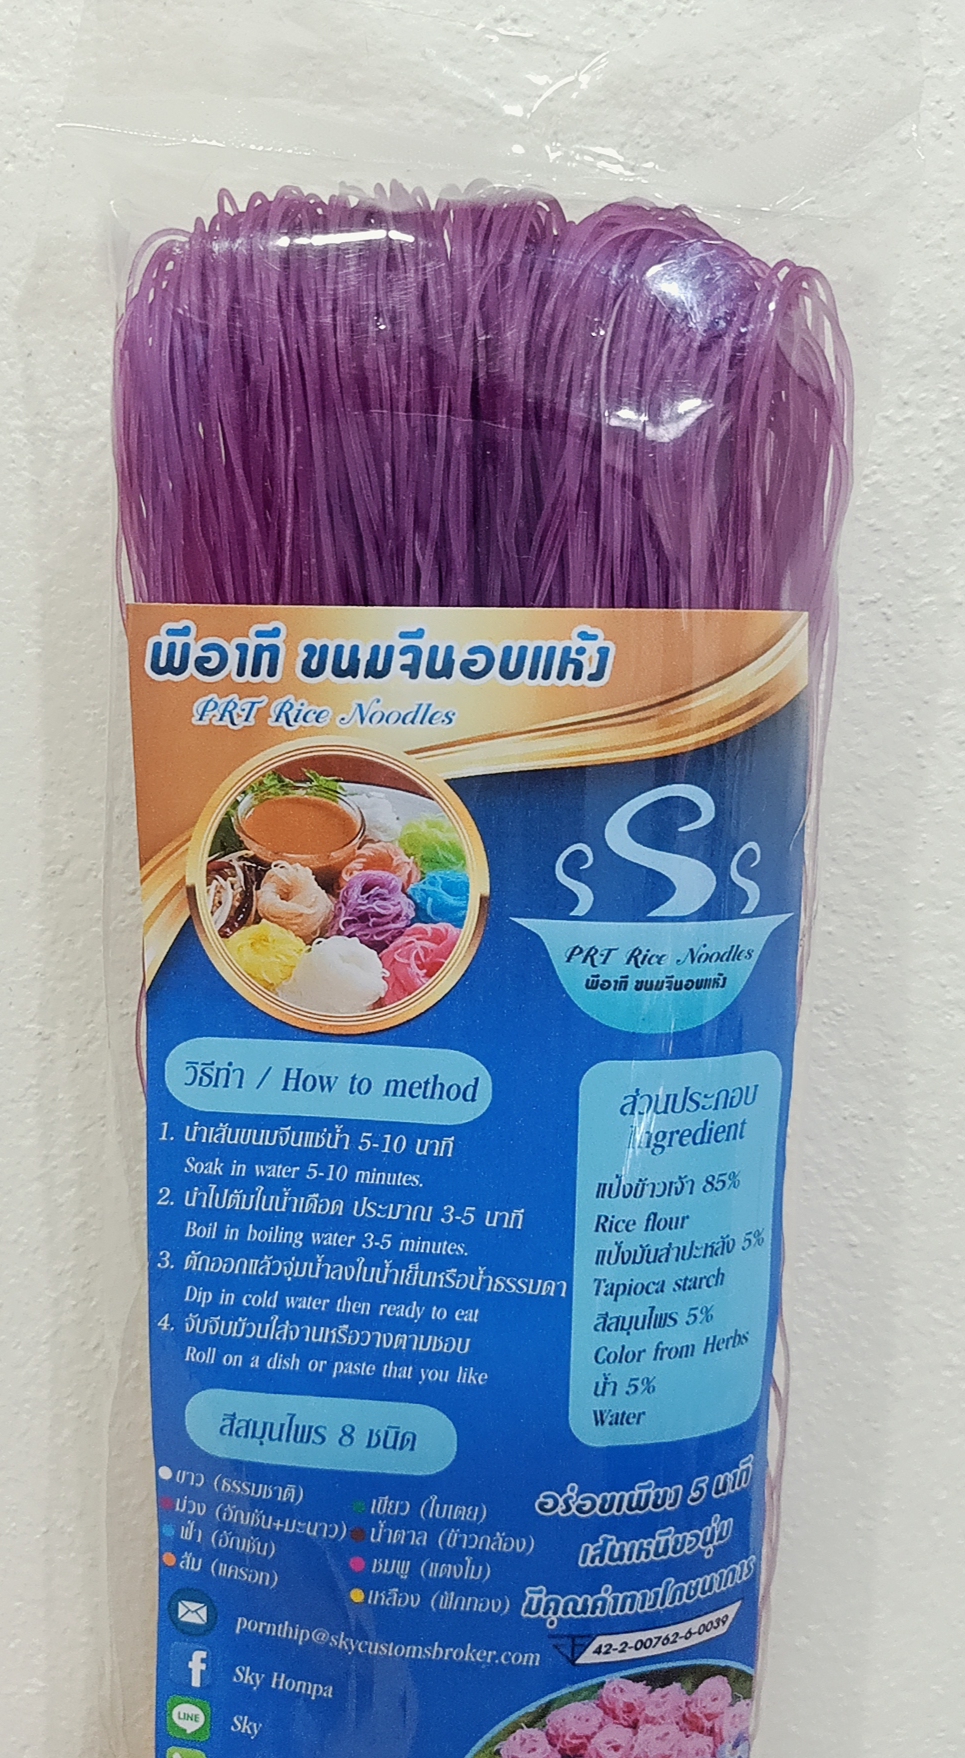 พีอาที ขนมจีนอบแห้ง
PRT Rice Noodles
sSs
PRT Rice Noodles
พีอาที ขนมจีนอบแห้ง
วิธีทำ / How to method
1. นำเส้นขนมจีนแช่น้ำ 5-10 นาที
Soak in water 5-10 minutes.
2. นำไปต้มในน้ำเดือด ประมาณ 3-5 นาที
Boil in boiling water 3-5 minutes.
3. ตักออกแล้วจุ่มน้ำลงในน้ำเย็นหรือน้ำธรรมดา
Dip in cold water then ready to eat
4. จับจีบม้วนใส่จานหรือวางตามชอบ
Roll on a dish or paste that you like
ส่วนประกอบ
Ingredient
แป้งข้าวเจ้า 85%
Rice flour
แป้งมันสำปะหลัง 5%
Tapioca starch
สีสมุนไพร 5%
Color from Herbs
น้ำ 5%
Water
สีสมุนไพร 8 ชนิด
ขาว (ธรรมชาติ)
ม่วง (อัญชัน+มะนาว)
ฟ้า (อัญชัน)
ส้ม (แครอท)
เขียว (ใบเตย)
น้ำตาล (ข้าวกล้อง)
ชมพู (แตงโม)
เหลือง (ฟักทอง)
อร่อยเพียง 5 นาที
เส้นเหนียวนุ่ม
มีคุณค่าทางโภชนาการ
42-2-00762-6-0039
pornthip@skycustomsbroker.com
f Sky Hompa
LINE Sky